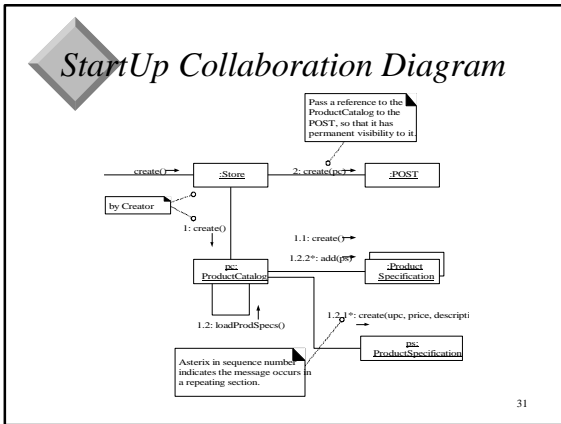 StartUp Collaboration Diagram
Pass a reference to the
ProductCatalog to the
POST, so that it has
permanent visibility to it.
create()
:Store
2: create(pc)
:POST
by Creator
1: create()
1.1: create()
1.2.2*: add(ps)
pc:
ProductCatalog
:Product
Specification
1.2: loadProdSpecs()
1.2.1*: create(upc, price, descripti
ps:
ProductSpecification
Asterix in sequence number
indicates the message occurs in
a repeating section.
31